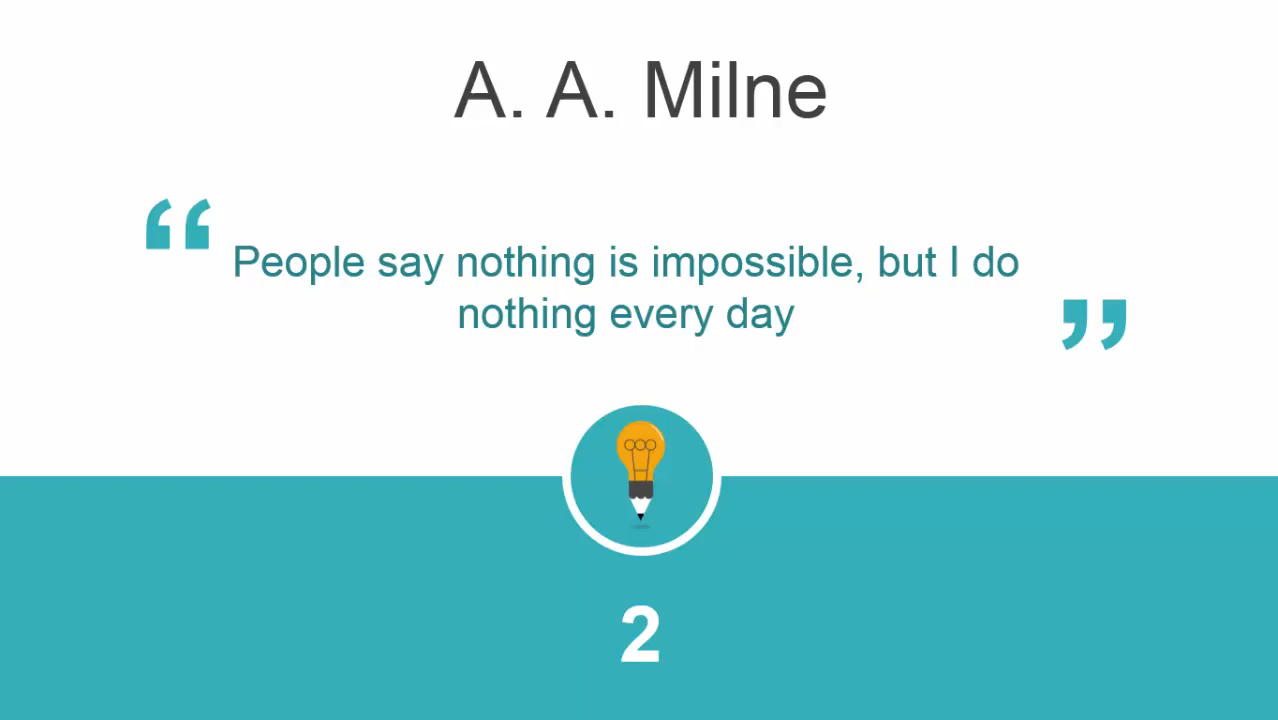 A. A. Milne
“
People say nothing is impossible, but I do
nothing every day
”
2